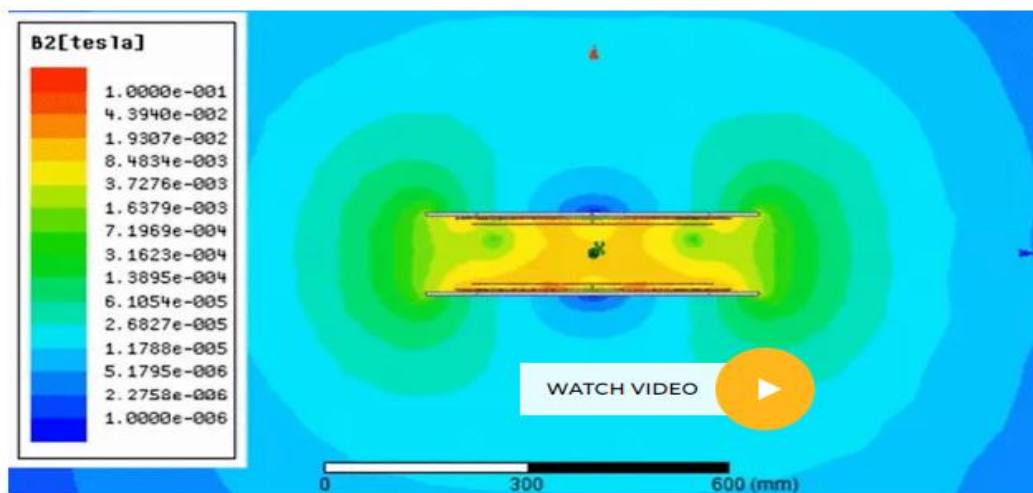 B2[tesla]
1.0000e-001
4.3940e-002
1.9307e-002
8.4834e-003
3.7276e-003
1.6379e-003
7.1969e-004
3.1623e-004
1.3895e-004
6.1054e-005
2.6827e-005
1.1788e-005
5.1795e-006
2.2758e-006
1.0000e-006
WATCH VIDEO
0 300 600 (mm)